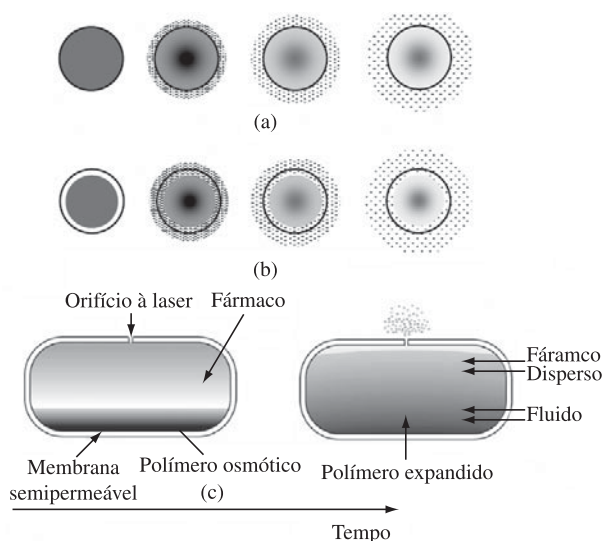 (a)
(b)
Orifício à laser
Fármaco
Fáramco
Disperso
Fluido
Membrana
semipermeável
Polímero osmótico
Polímero expandido
(c)
Tempo